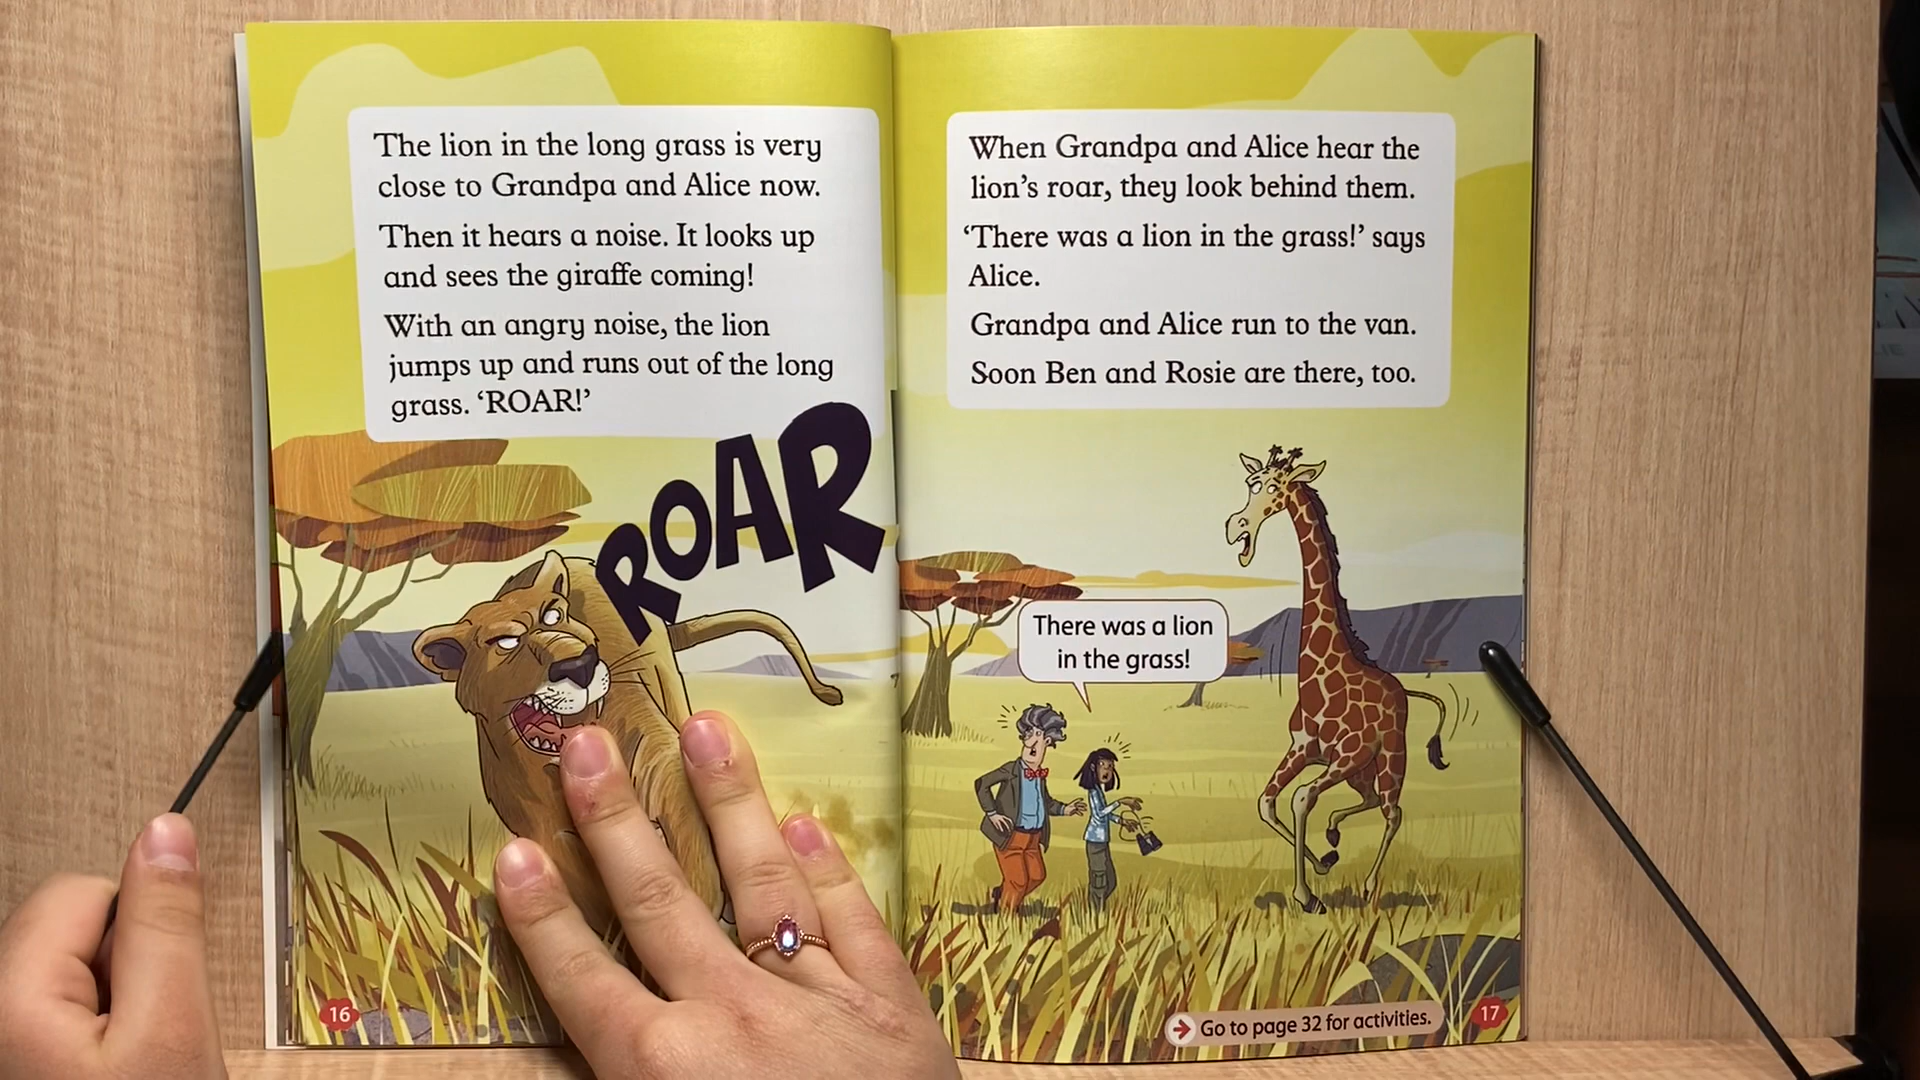 The lion in the long grass is very
close to Grandpa and Alice now.
Then it hears a noise. It looks up
and sees the giraffe coming!
With an angry noise, the lion
jumps up and runs out of the long
grass. ‘ROAR!’
ROAR
16
When Grandpa and Alice hear the
lion’s roar, they look behind them.
‘There was a lion in the grass!’ says
Alice.
Grandpa and Alice run to the van.
Soon Ben and Rosie are there, too.
There was a lion
in the grass!
Go to page 32 for activities.
17